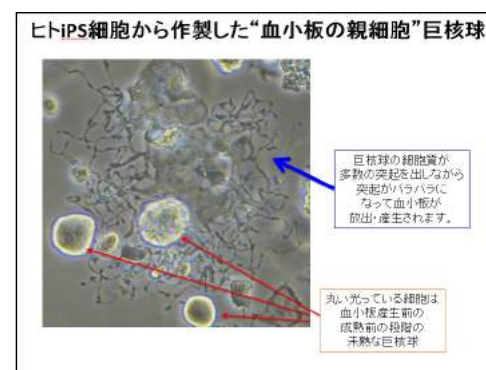 ヒトiPS細胞から作製した“血小板の親細胞”巨核球
巨核球の細胞質が
多数の突起を出しながら
突起がバラバラに
なって血小板が
放出・産生されます。
丸い光っている細胞は
血小板産生前の
成熟前の段階の
未熟な巨核球